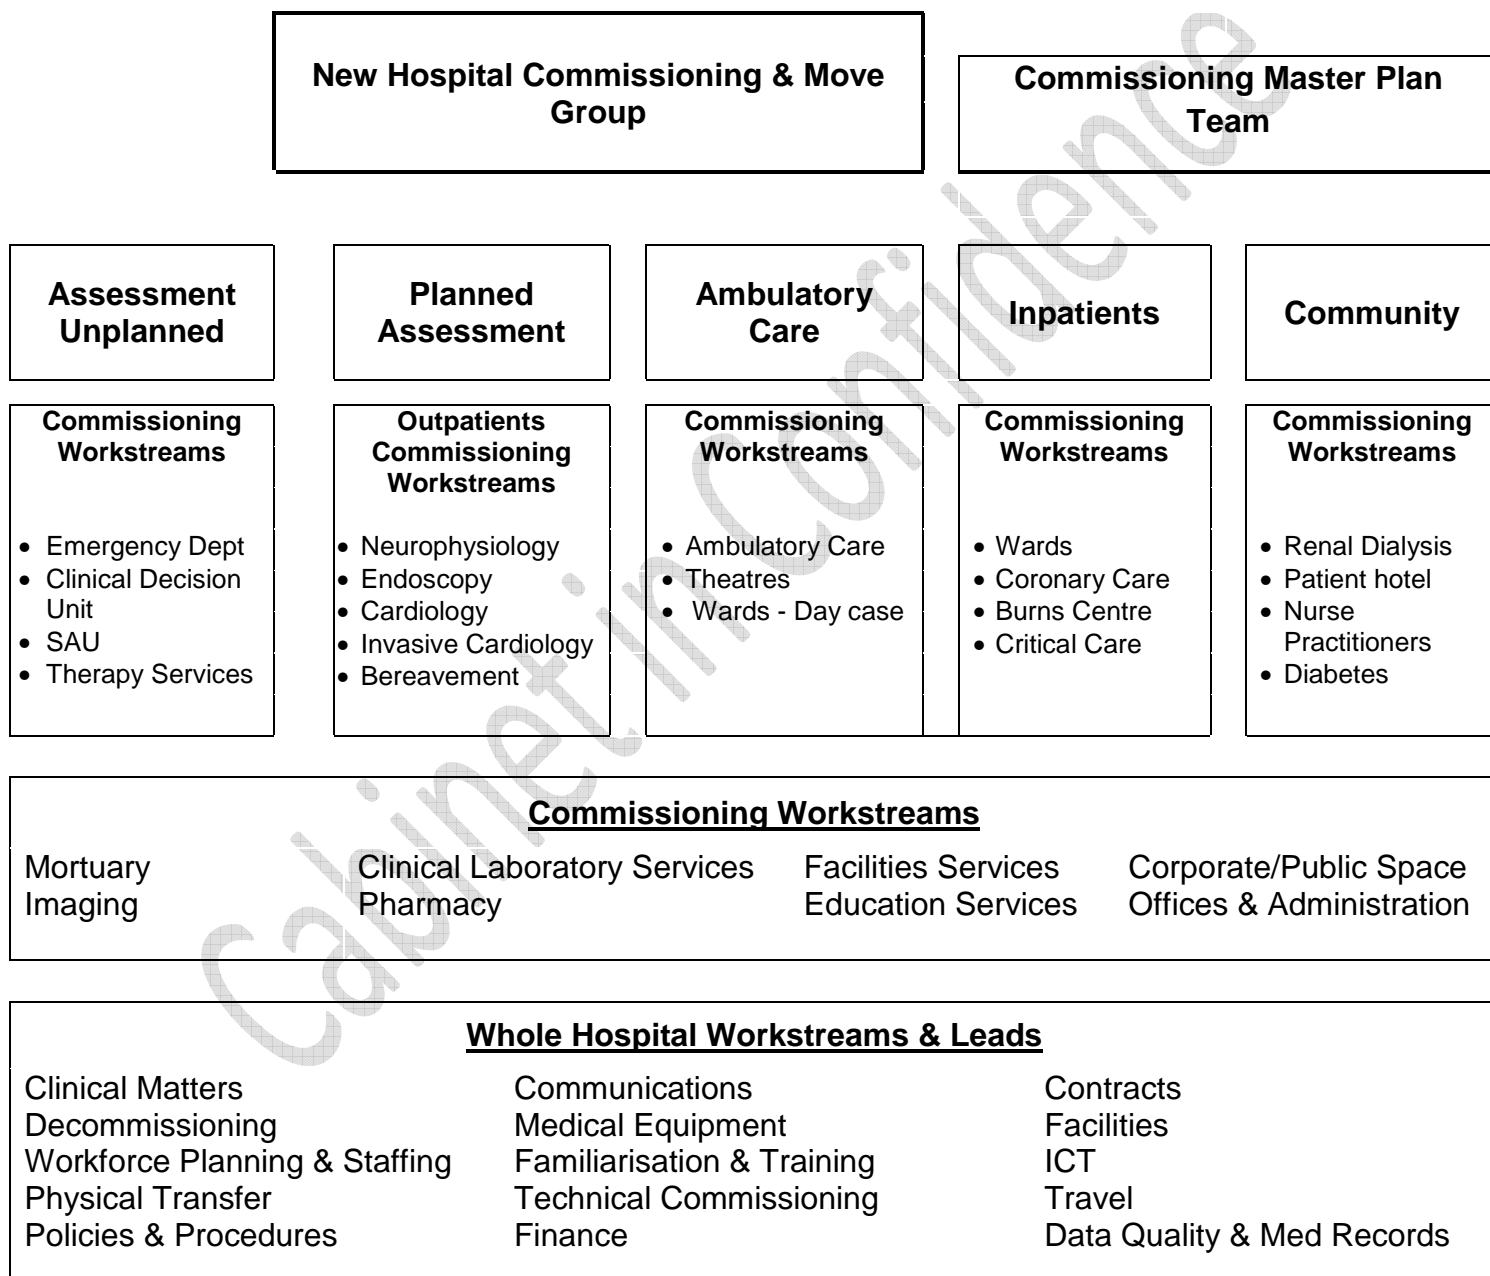 New Hospital Commissioning & Move
Group
Commissioning Master Plan
Team
Assessment
Unplanned
Planned
Assessment
Ambulatory
Care
Inpatients
Community
Commissioning
Workstreams
• Emergency Dept
• Clinical Decision
Unit
• SAU
• Therapy Services
Outpatients
Commissioning
Workstreams
• Neurophysiology
• Endoscopy
• Cardiology
• Invasive Cardiology
• Bereavement
Commissioning
Workstreams
• Ambulatory Care
• Theatres
• Wards - Day case
Commissioning
Workstreams
• Wards
• Coronary Care
• Burns Centre
• Critical Care
Commissioning
Workstreams
• Renal Dialysis
• Patient hotel
• Nurse
Practitioners
• Diabetes
Commissioning Workstreams
Mortuary Clinical Laboratory Services Facilities Services Corporate/Public Space
Imaging Pharmacy Education Services Offices & Administration
Whole Hospital Workstreams & Leads
Clinical Matters Communications Contracts
Decommissioning Medical Equipment Facilities
Workforce Planning & Staffing Familiarisation & Training ICT
Physical Transfer Technical Commissioning Travel
Policies & Procedures Finance Data Quality & Med Records
Cabinet in Confidence